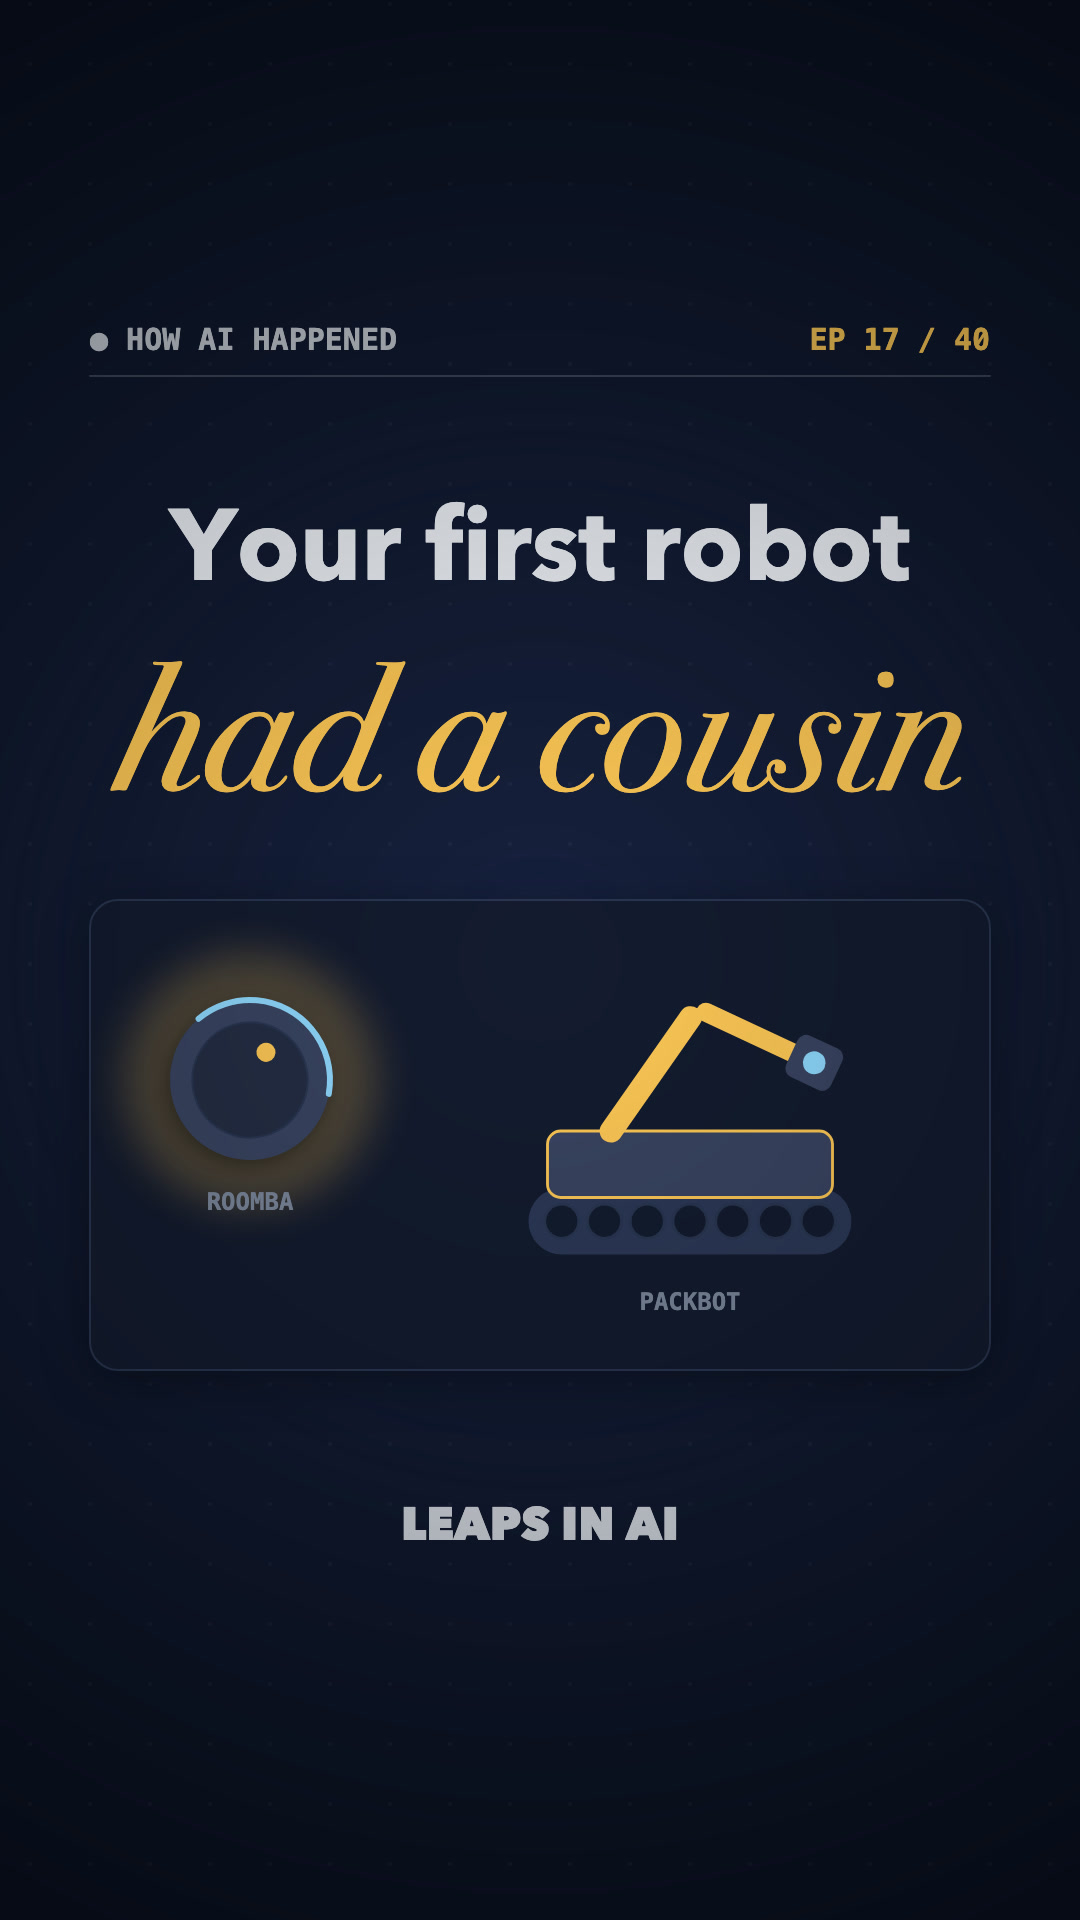 HOW AI HAPPENED
EP 17 / 40
Your first robot
had a cousin
ROOMBA
PACKBOT
LEAPS IN AI